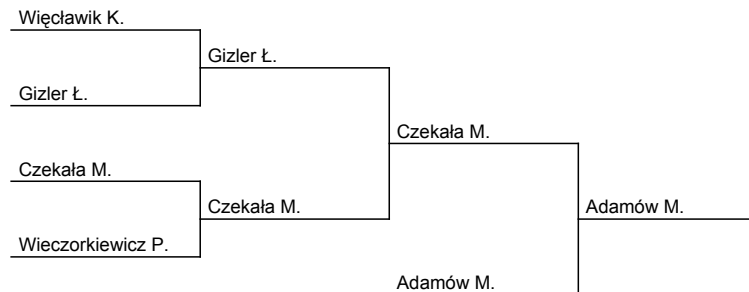 Więcławik K.
Gizler Ł.
Gizler Ł.
Czekała M.
Czekała M.
Czekała M.
Adamów M.
Wieczorkiewicz P.
Adamów M.